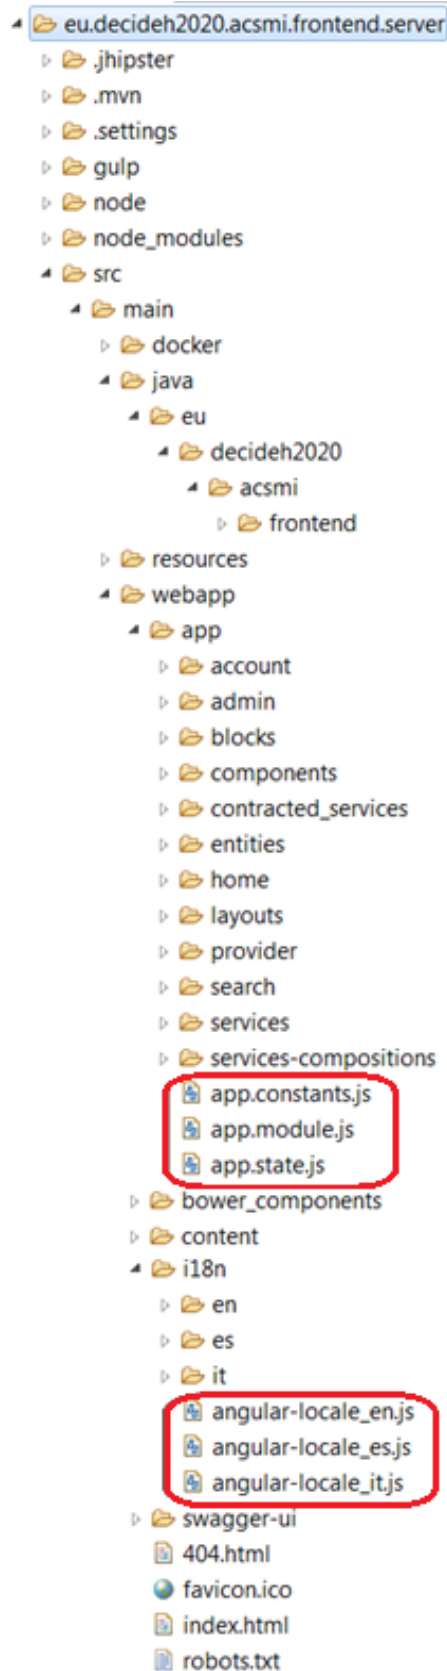 eu.decideh2020.acsmi.frontend.server
.jhipster
.mvn
.settings
gulp
node
node_modules
src
main
docker
java
eu
decideh2020
acsmi
frontend
resources
webapp
app
account
admin
blocks
components
contracted_services
entities
home
layouts
provider
search
services
services-compositions
app.constants.js
app.module.js
app.state.js
bower_components
content
i18n
en
es
it
angular-locale_en.js
angular-locale_es.js
angular-locale_it.js
swagger-ui
404.html
favicon.ico
index.html
robots.txt